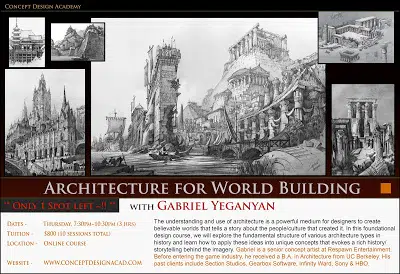 Concept Design Academy
Architecture for World Building
** Only 1 Spot left -!! **
with Gabriel Yeganyan
Dates - Thursday, 7:30pm-10:30pm (3 hrs)
Tuition - $800 (10 sessions total)
Location - Online Course
Website - www.conceptdesignacad.com
The understanding and use of architecture is a powerful medium for designers to create
believable worlds that tells a story about the people/culture that created it. In this foundational
design course, we will explore the fundamental structure of various architecture types in
history and learn how to apply these ideas into unique concepts that evokes a rich history/
storytelling behind the imagery. Gabriel is a senior concept artist at Respawn Entertainment.
Before entering the game industry, he received a B.A. in Architecture from UC Berkeley. His
past clients include Section Studios, Gearbox Software, Infinity Ward, Sony & HBO.